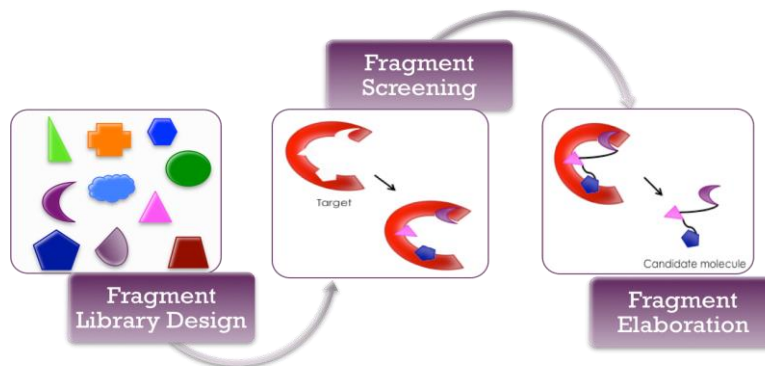 Fragment
Library Design
Fragment
Screening
Target
Candidate molecule
Fragment
Elaboration